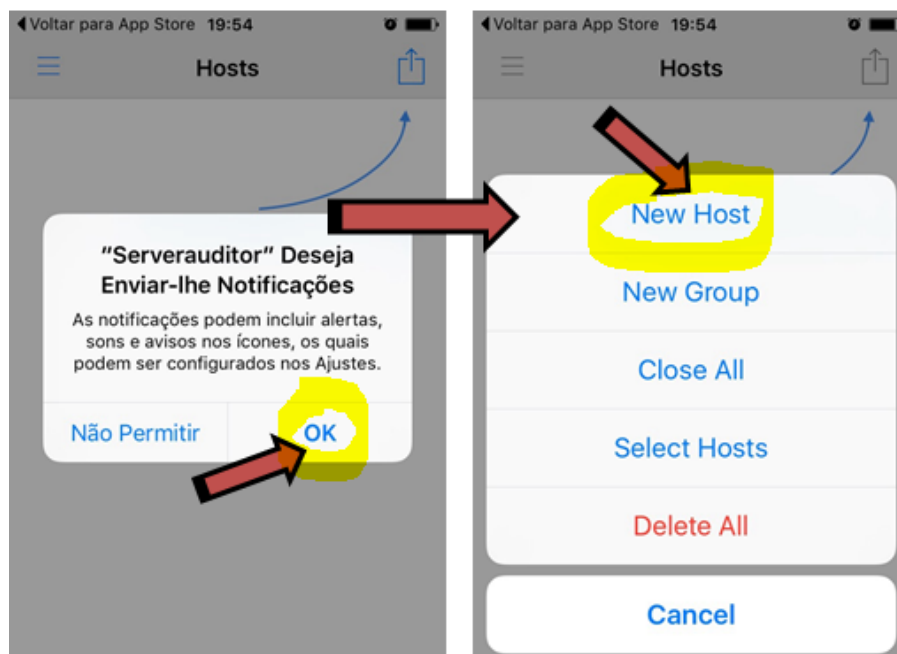 Voltar para App Store 19:54
Hosts
"Serverauditor" Deseja
Enviar-lhe Notificações
As notificações podem incluir alertas,
sons e avisos nos ícones, os quais
podem ser configurados nos Ajustes.
Não Permitir
OK
Voltar para App Store 19:54
Hosts
New Host
New Group
Close All
Select Hosts
Delete All
Cancel